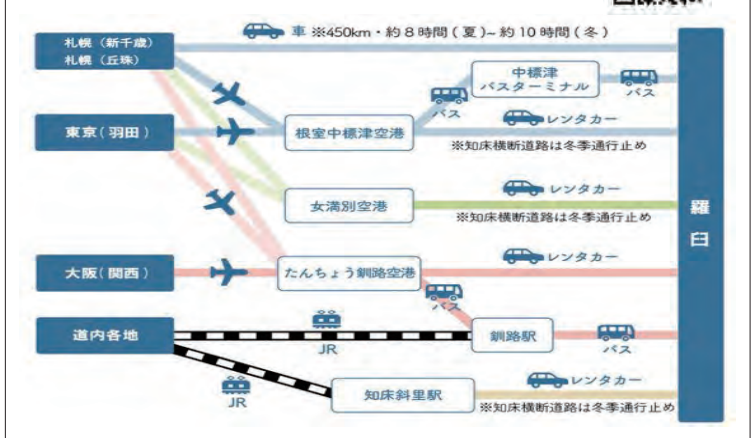 車 ※450km・約8時間(夏)~約10時間(冬)
札幌(新千歳)
札幌(丘珠)
中標津
バスターミナル
バス
バス
東京(羽田)
根室中標津空港
レンタカー
※知床横断道路は冬季通行止め
女満別空港
レンタカー
※知床横断道路は冬季通行止め
羅臼
大阪(関西)
たんちょう釧路空港
レンタカー
バス
道内各地
JR
釧路駅
バス
JR
知床斜里駅
レンタカー
※知床横断道路は冬季通行止め